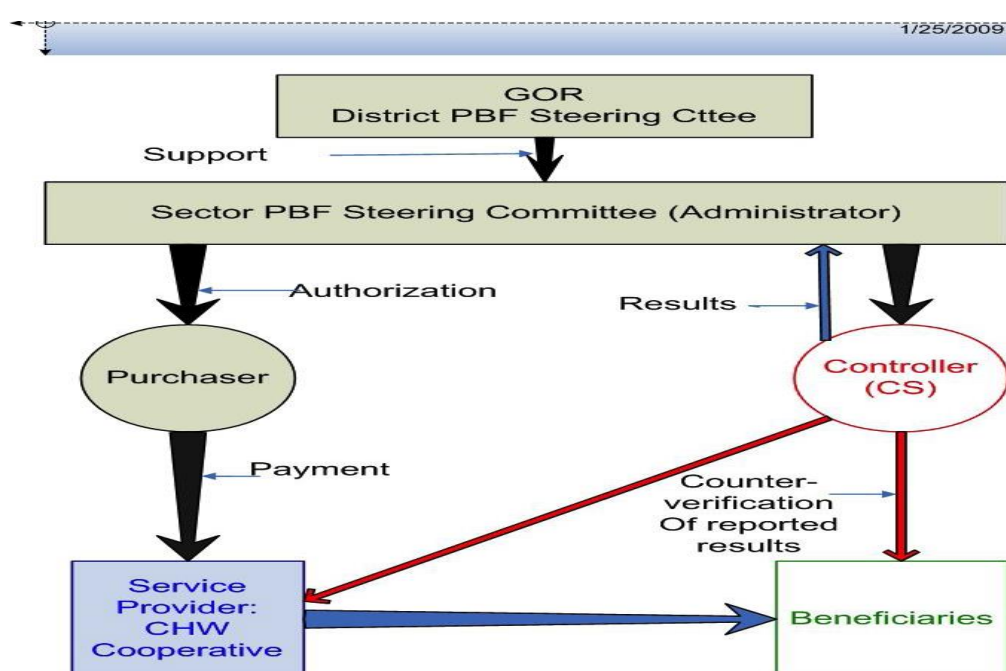 1/25/2009
GOR
District PBF Steering Cttee
Support
Sector PBF Steering Committee (Administrator)
Authorization
Results
Purchaser
Controller
(CS)
Payment
Counter-
verification
Of reported
results
Service
Provider:
CHW
Cooperative
Beneficiaries